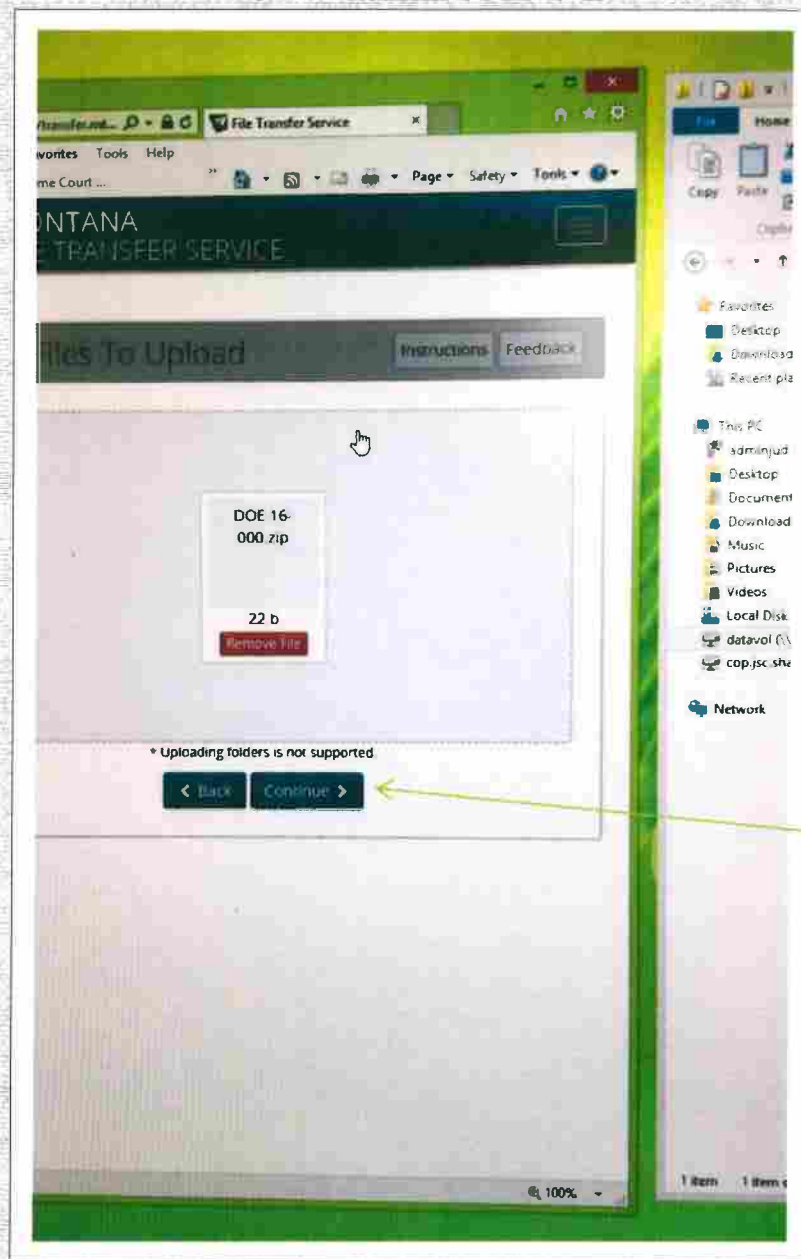 File Transfer Service
Tools Help
me Court ...
Page Safety Tools
NTANA
E TRANSFER SERVICE
Files To Upload
Instructions Feedback
DOE 16-
000.zip
22 b
Remove File
* Uploading folders is not supported
Back Continue
100%
Home
Copy Paste
Favorites
Desktop
Download
Recent pla
This PC
adminjud
Desktop
Document
Download
Music
Pictures
Videos
Local Disk
datavol (\\
cop.jsc.sha
Network
1 item 1 item